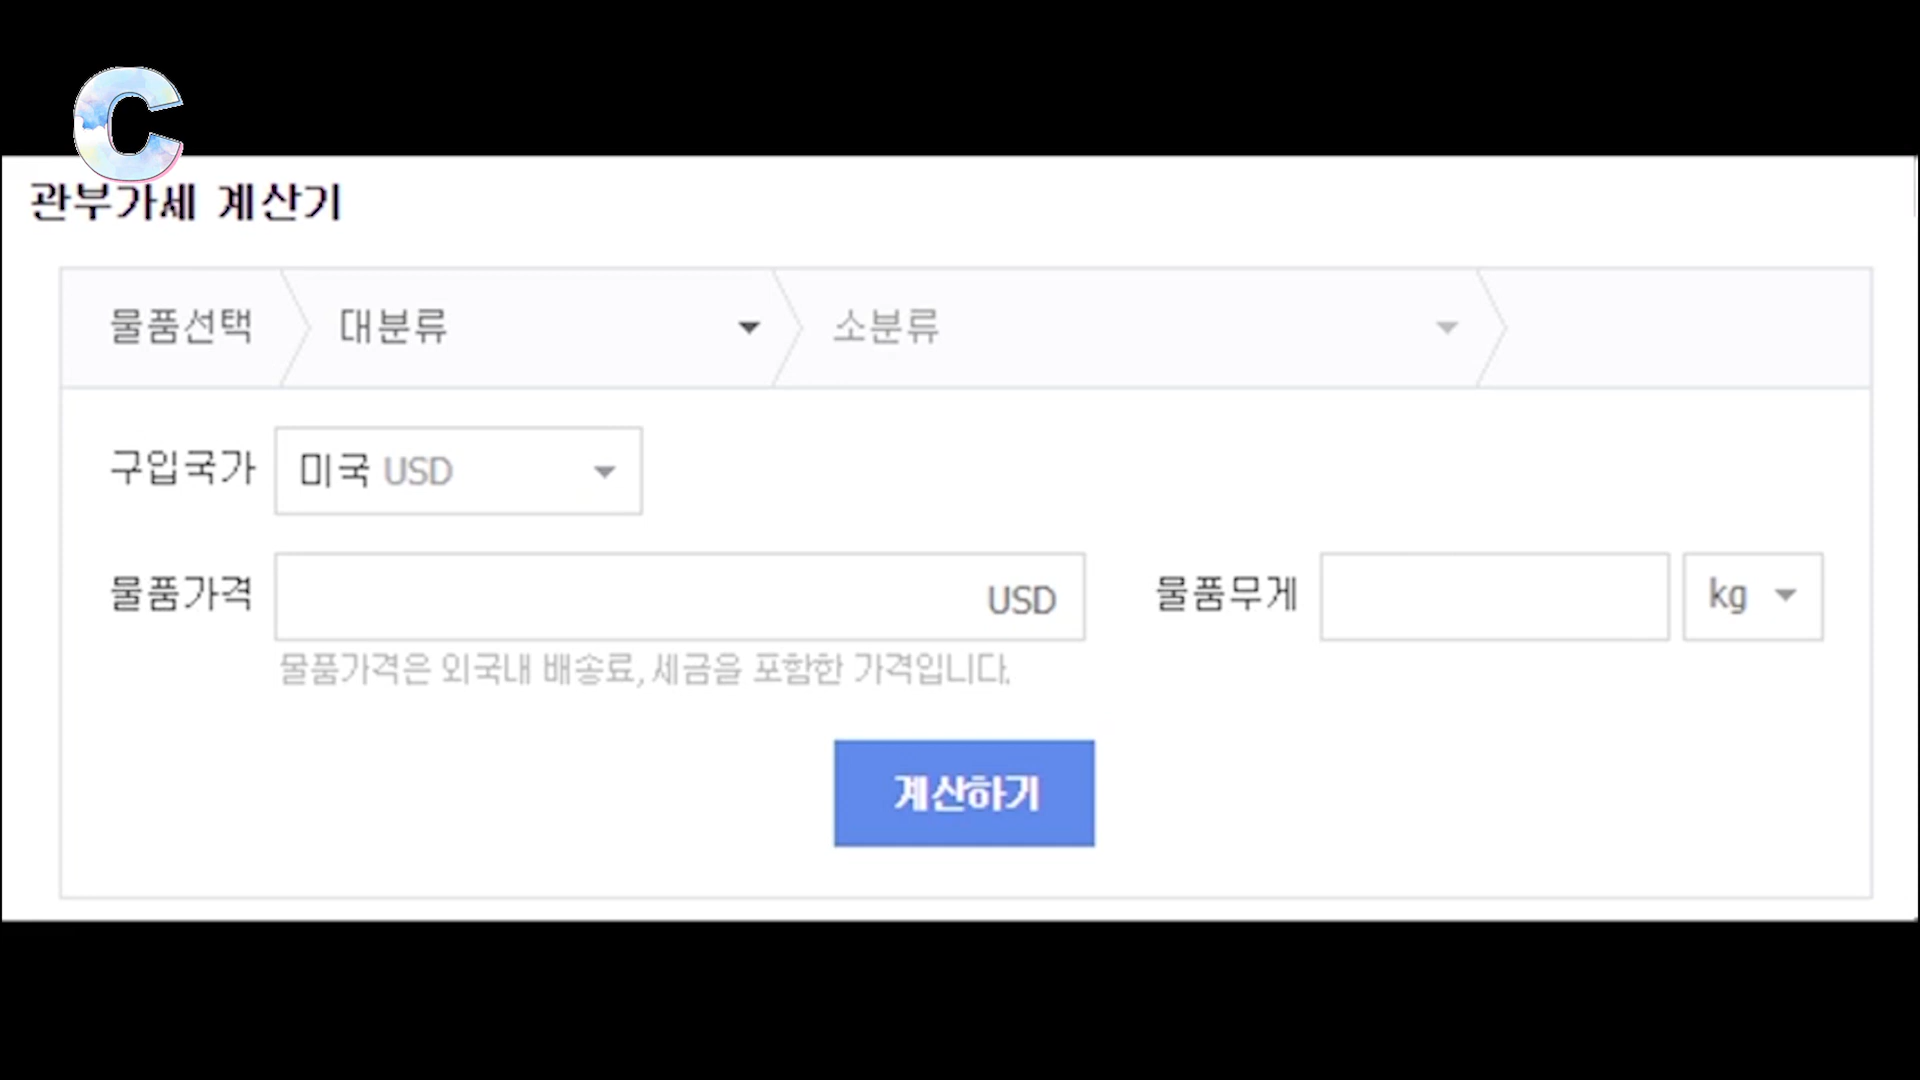 C
관부가세 계산기
물품선택 대분류 소분류
구입국가 미국 USD
물품가격 USD 물품무게 kg
물품가격은 외국내 배송료, 세금을 포함한 가격입니다.
계산하기